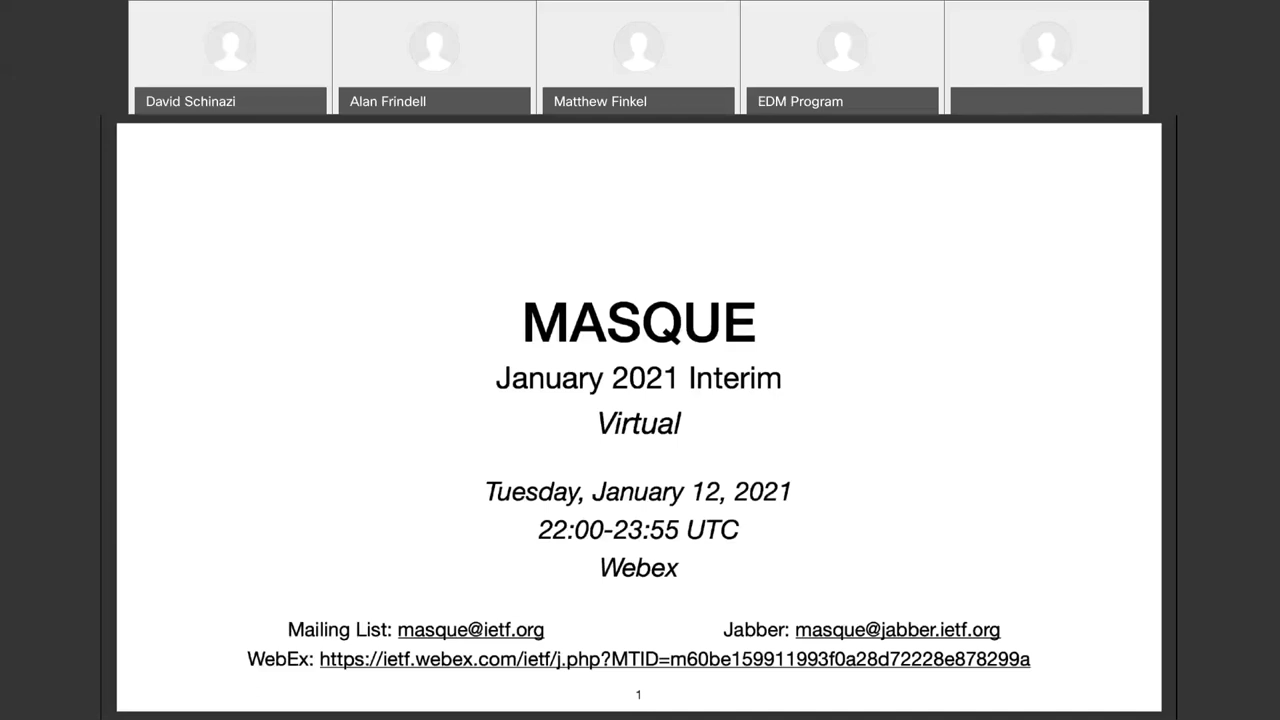 David Schinazi
Alan Frindell
Matthew Finkel
EDM Program
MASQUE
January 2021 Interim
Virtual
Tuesday, January 12, 2021
22:00-23:55 UTC
Webex
Mailing List: masque@ietf.org
Jabber: masque@jabber.ietf.org
WebEx: https://ietf.webex.com/ietf/j.php?MTID=m60be159911993f0a28d72228e878299a
1